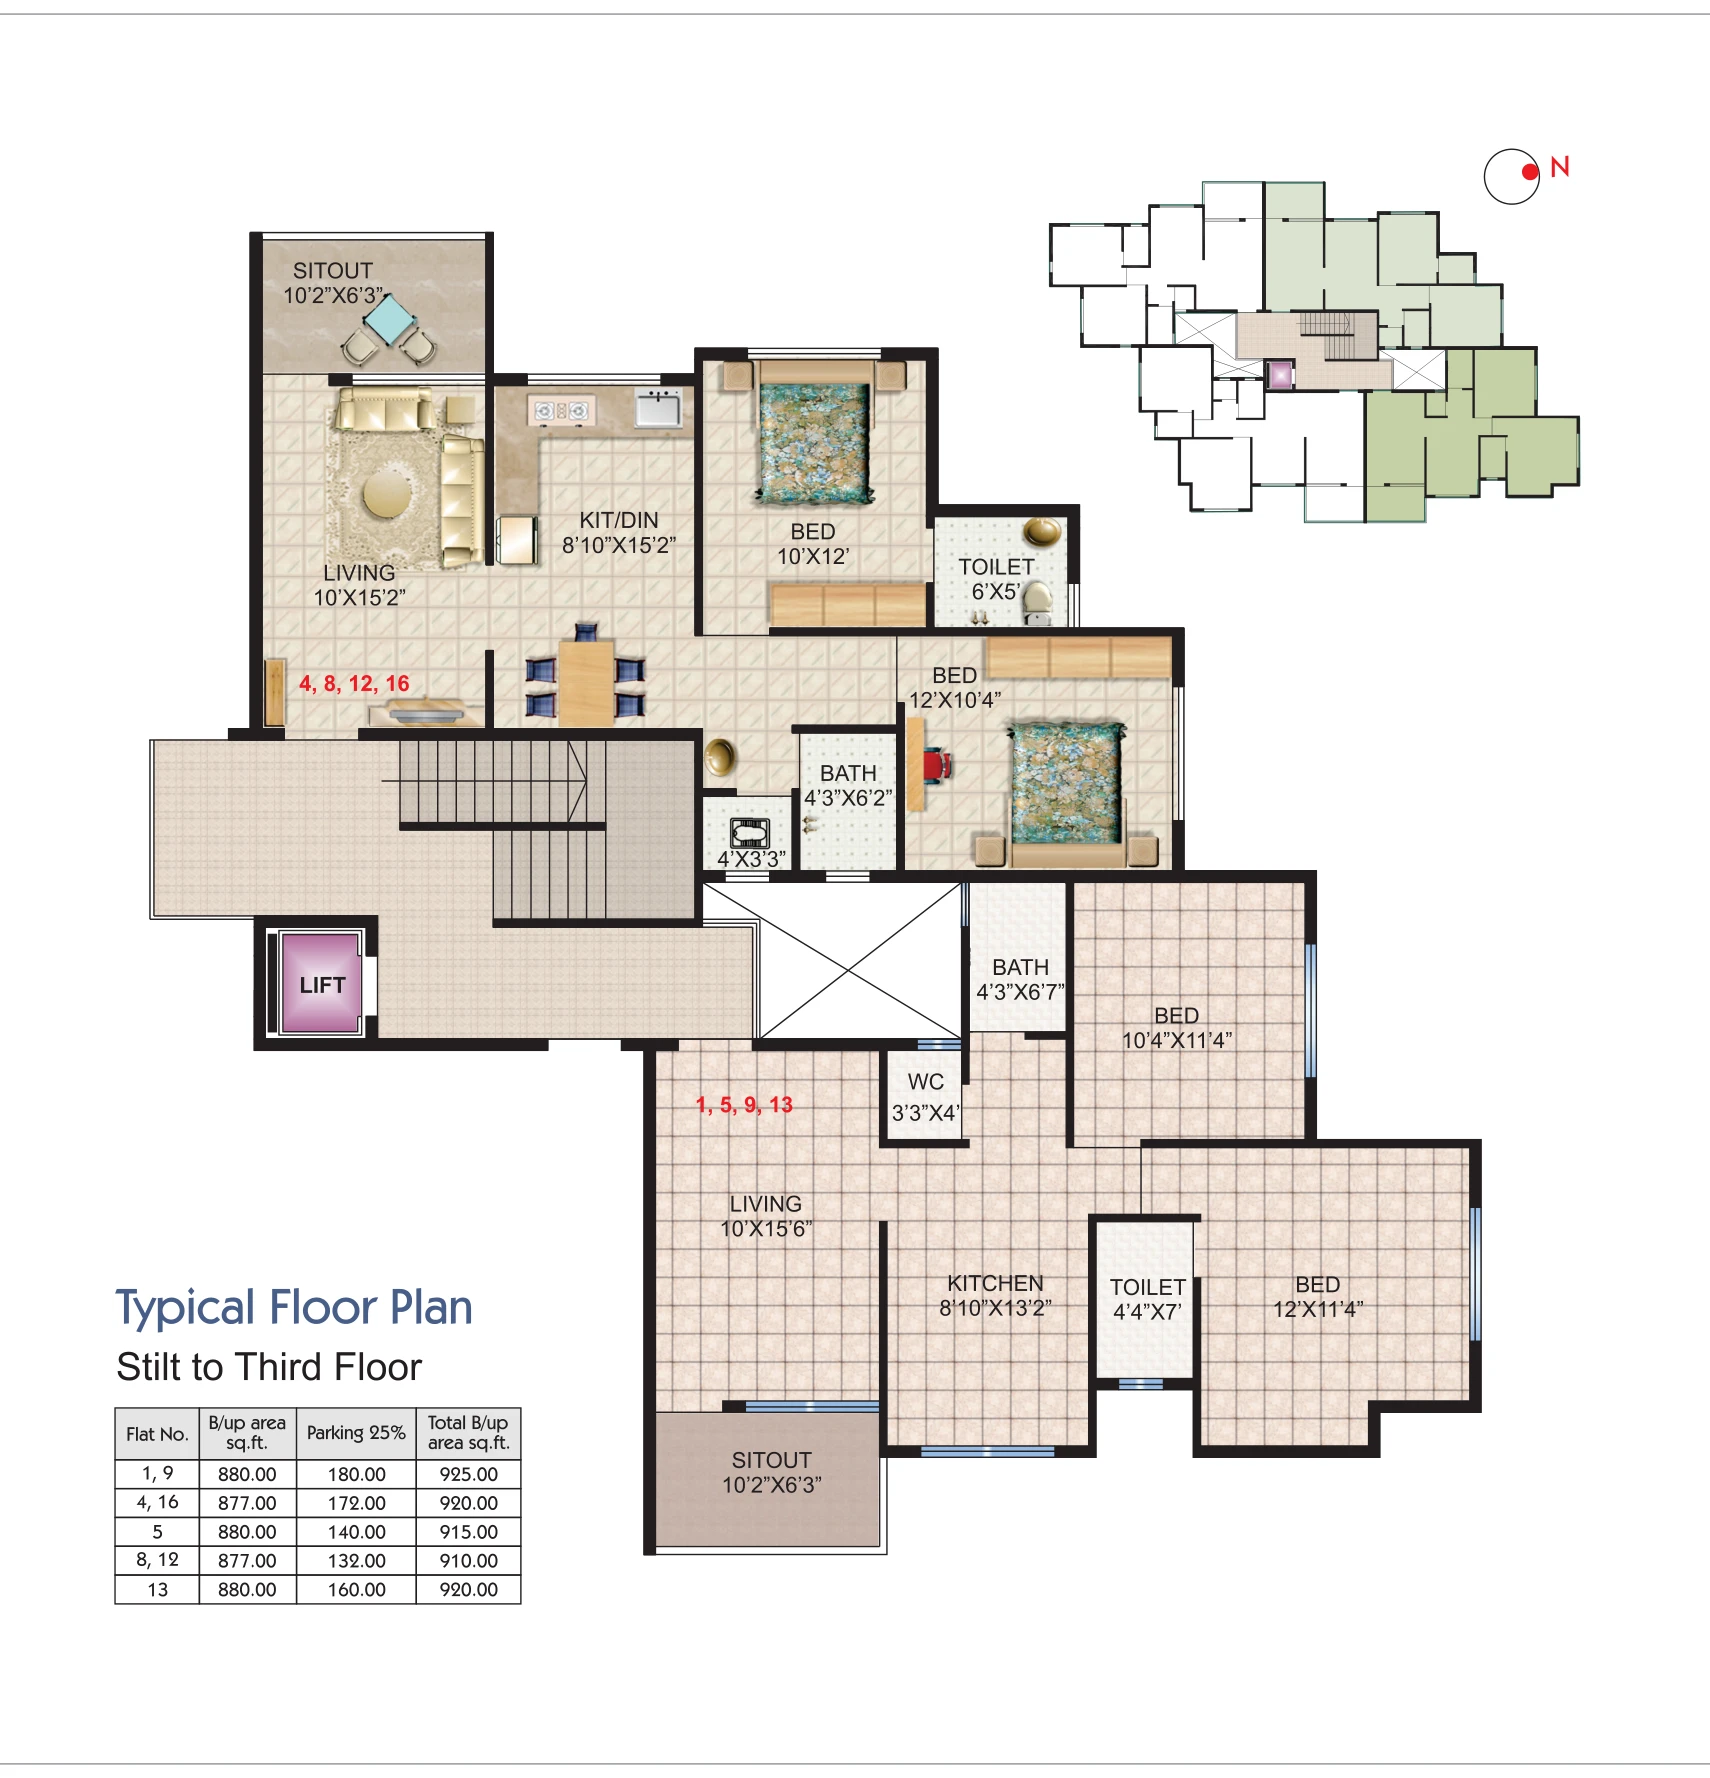 N
SITOUT
10’2”X6’3”
KIT/DIN
8’10”X15’2”
BED
10’X12’
TOILET
6’X5’
LIVING
10’X15’2”
4, 8, 12, 16
BED
12’X10’4”
BATH
4’3”X6’2”
4’X3’3”
LIFT
BATH
4’3”X6’7”
BED
10’4”X11’4”
WC
3’3”X4’
1, 5, 9, 13
LIVING
10’X15’6”
KITCHEN
8’10”X13’2”
TOILET
4’4”X7’
BED
12’X11’4”
SITOUT
10’2”X6’3”
Typical Floor Plan
Stilt to Third Floor
Flat No. B/up area sq.ft. Parking 25% Total B/up area sq.ft.
1, 9 880.00 180.00 925.00
4, 16 877.00 172.00 920.00
5 880.00 140.00 915.00
8, 12 877.00 132.00 910.00
13 880.00 160.00 920.00